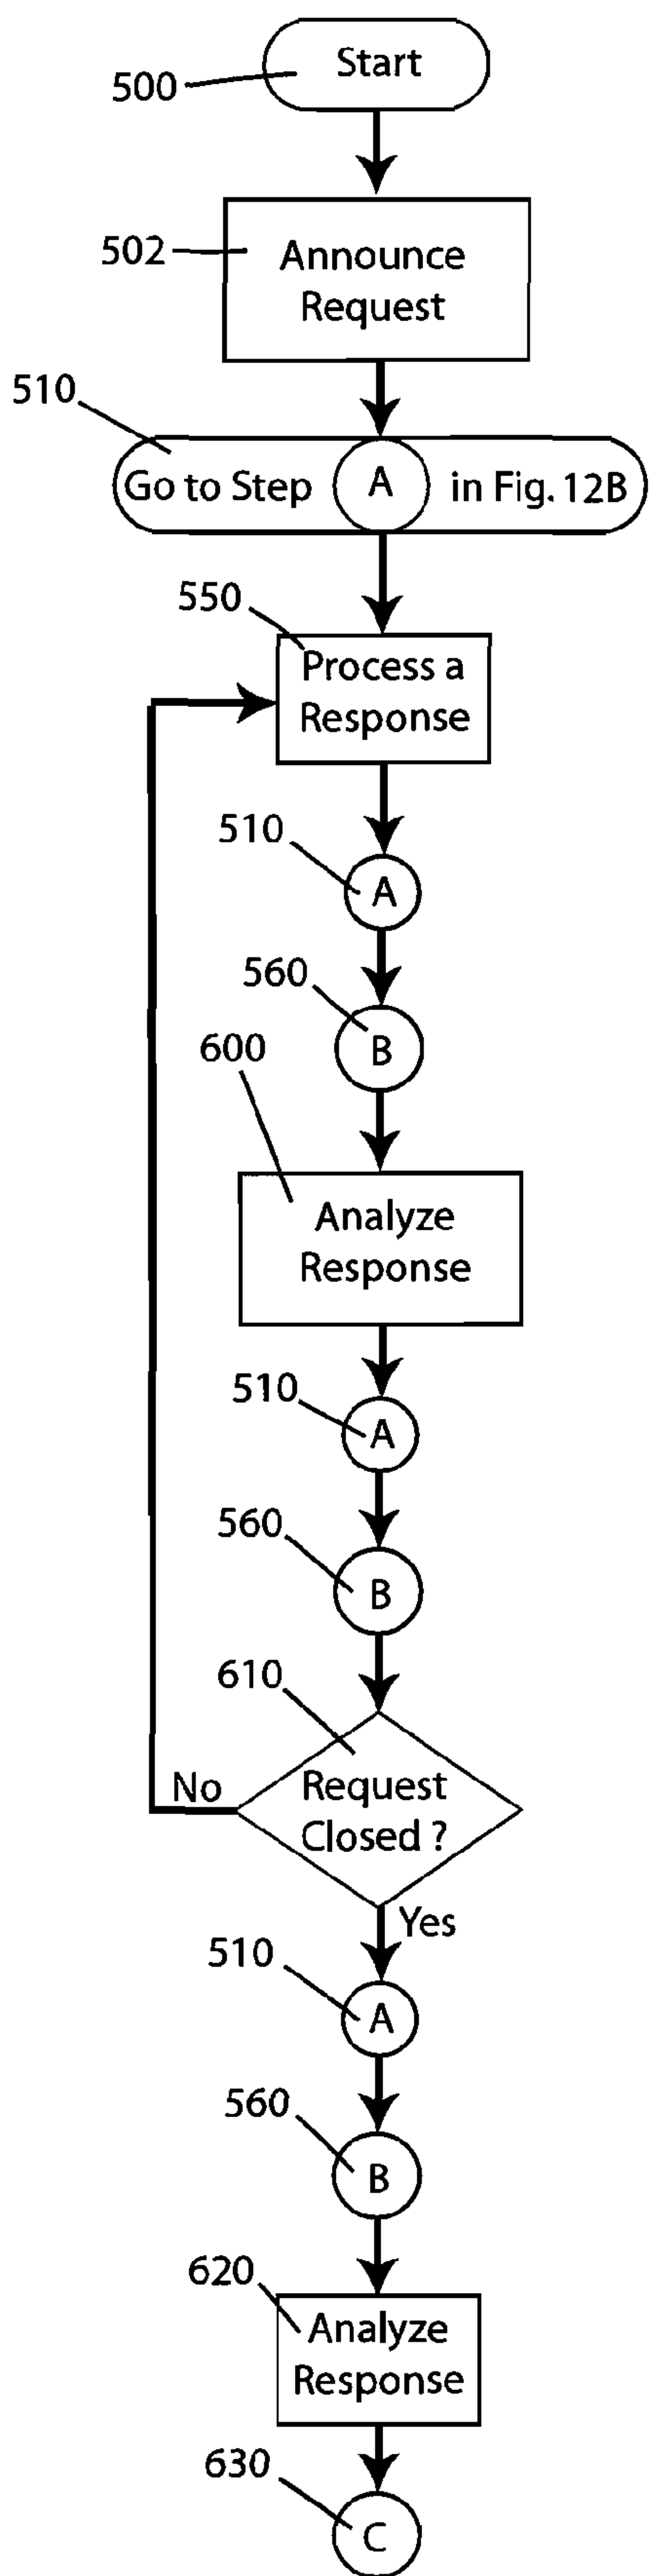 Start
500
502
Announce
Request
510
Go to Step A in Fig. 12B
550
Process a
Response
510
A
560
B
600
Analyze
Response
510
A
560
B
610
Request
Closed ?
No
Yes
510
A
560
B
620
Analyze
Response
630
C